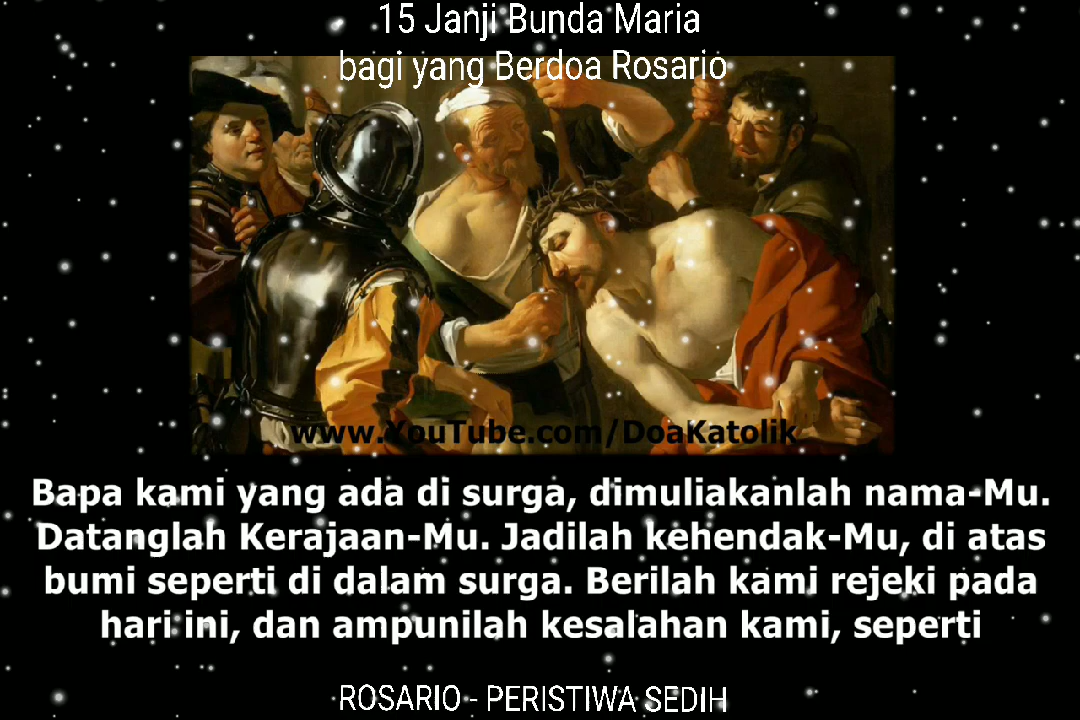 15 Janji Bunda Maria
bagi yang Berdoa Rosario
www.YouTube.com/DoaKatolik
Bapa kami yang ada di surga, dimuliakanlah nama-Mu.
Datanglah Kerajaan-Mu. Jadilah kehendak-Mu, di atas
bumi seperti di dalam surga. Berilah kami rejeki pada
hari ini, dan ampunilah kesalahan kami, seperti
ROSARIO - PERISTIWA SEDIH